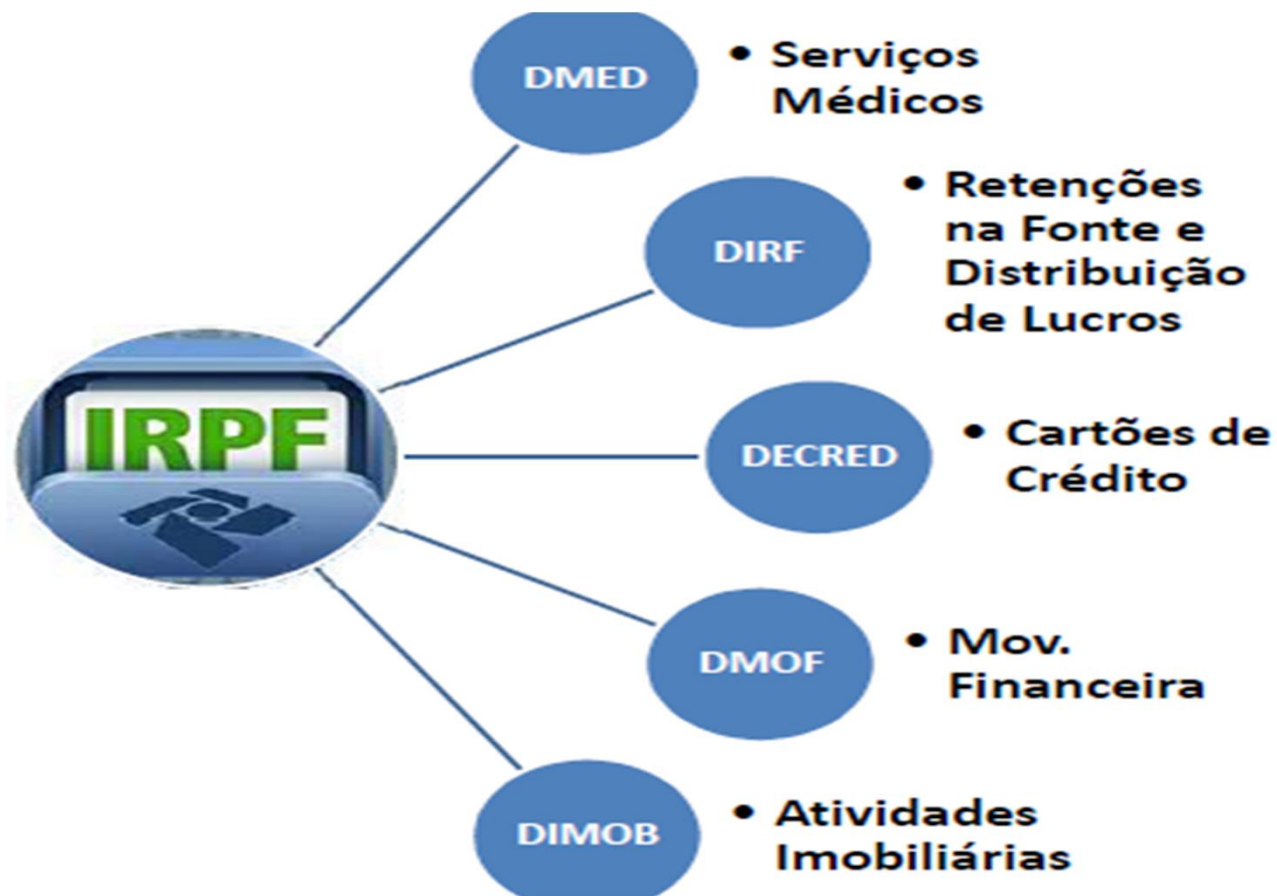 DMED
• Serviços
Médicos
DIRF
• Retenções
na Fonte e
Distribuição
de Lucros
IRPF
DECRED
• Cartões de
Crédito
DMOF
• Mov.
Financeira
DIMOB
• Atividades
Imobiliárias